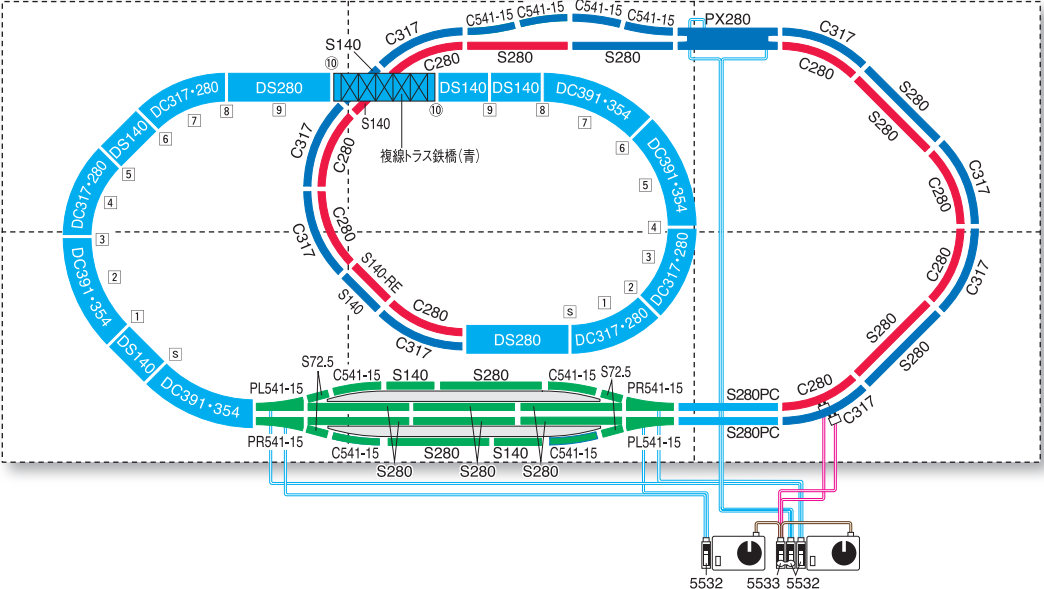 C541-15
C541-15
C541-15
PX280
C317
S140
C317
C280
S280
S280
C280
S280
S280
⑩
DC317・280
DS280
DS140
DS140
DC391・354
8
9
7
⑩
9
8
7
S140
複線トラス鉄橋(青)
DS140
6
C317
C280
6
DC391・354
C317
C280
DC317・280
5
4
3
5
4
C280
C317
S140-RE
S140
C280
C317
DC391・354
2
1
S
3
2
1
S
DC317・280
DC317・280
C280
C317
S280
S280
DS280
DS140
DC391・354
S72.5
C541-15
S140
S280
C541-15
S72.5
PL541-15
PR541-15
S280PC
C280
C317
PR541-15
S72.5
C541-15
S280
S280
S280
S140
S280
C541-15
PL541-15
S280PC
5532
5533
5532